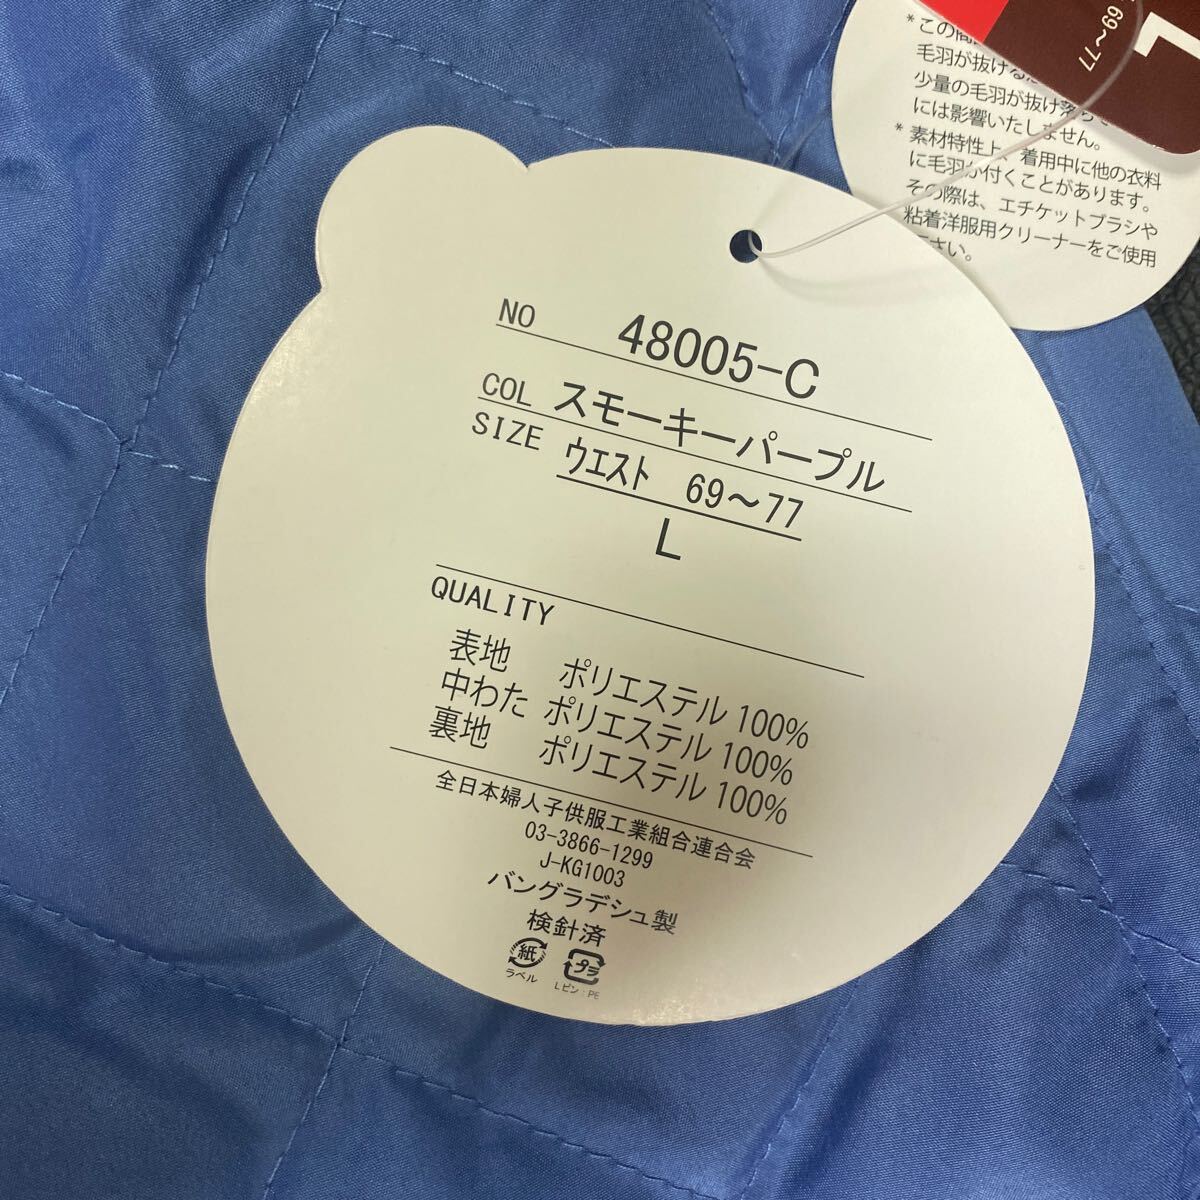 NO 48005-C
COL スモーキーパープル
SIZE ウエスト 69～77
L
QUALITY
表地 ポリエステル 100%
中わた ポリエステル 100%
裏地 ポリエステル 100%
全日本婦人子供服工業組合連合会
03-3866-1299
J-KG1003
バングラデシュ製
検針済
紙 プラ
ラベル Lピン:PE
L
69～77
*この
毛羽が抜ける
少量の毛羽が抜け落ち
には影響いたしません。
*素材特性上、着用中に他の衣料
に毛羽が付くことがあります。
その際は、エチケットブラシや
粘着洋服用クリーナーをご使用
さい。